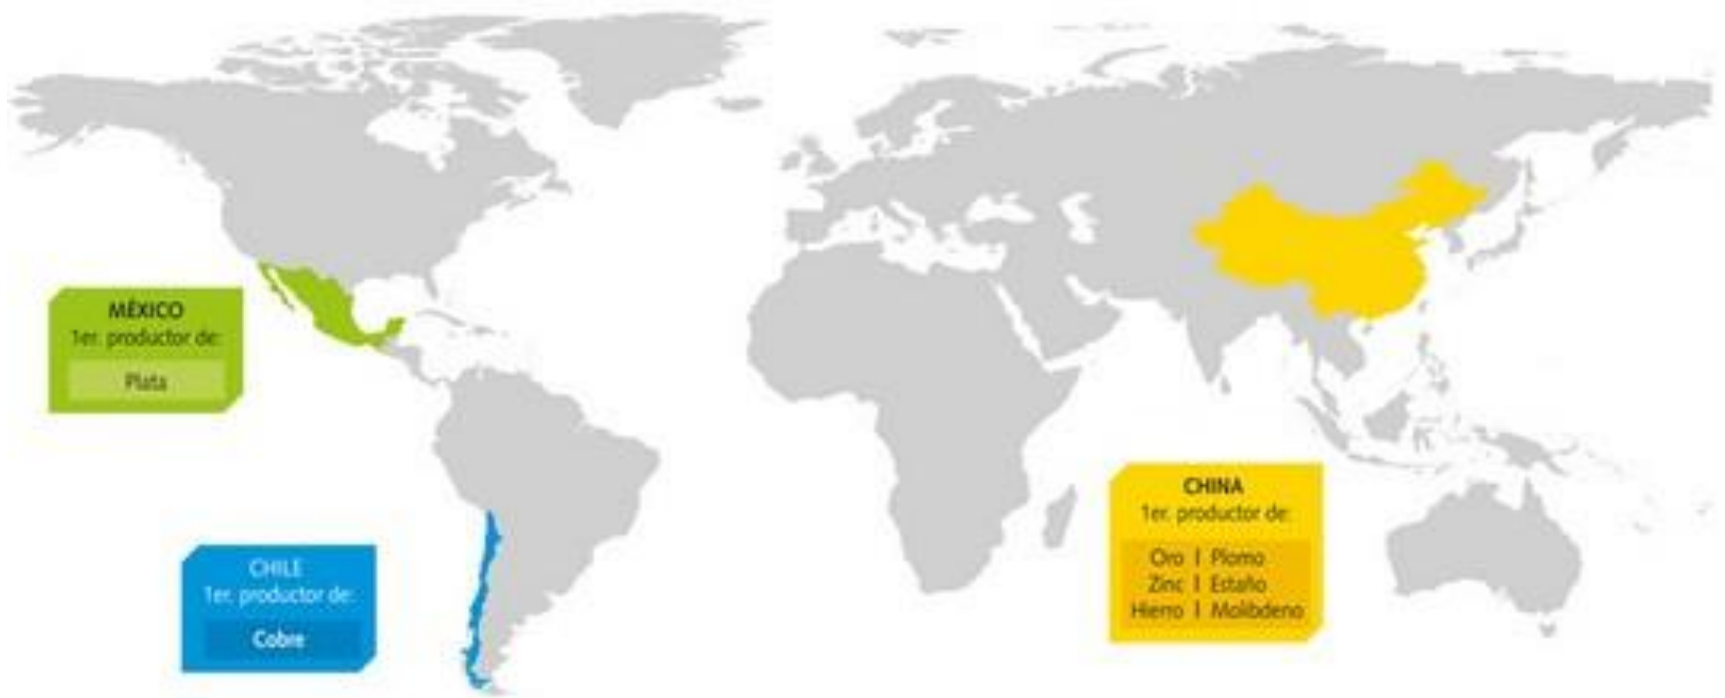 MÉXICO
1er. productor de:
Plata
CHILE
1er. productor de:
Cobre
CHINA
1er. productor de:
Oro | Plomo
Zinc | Estaño
Hierro | Molibdeno